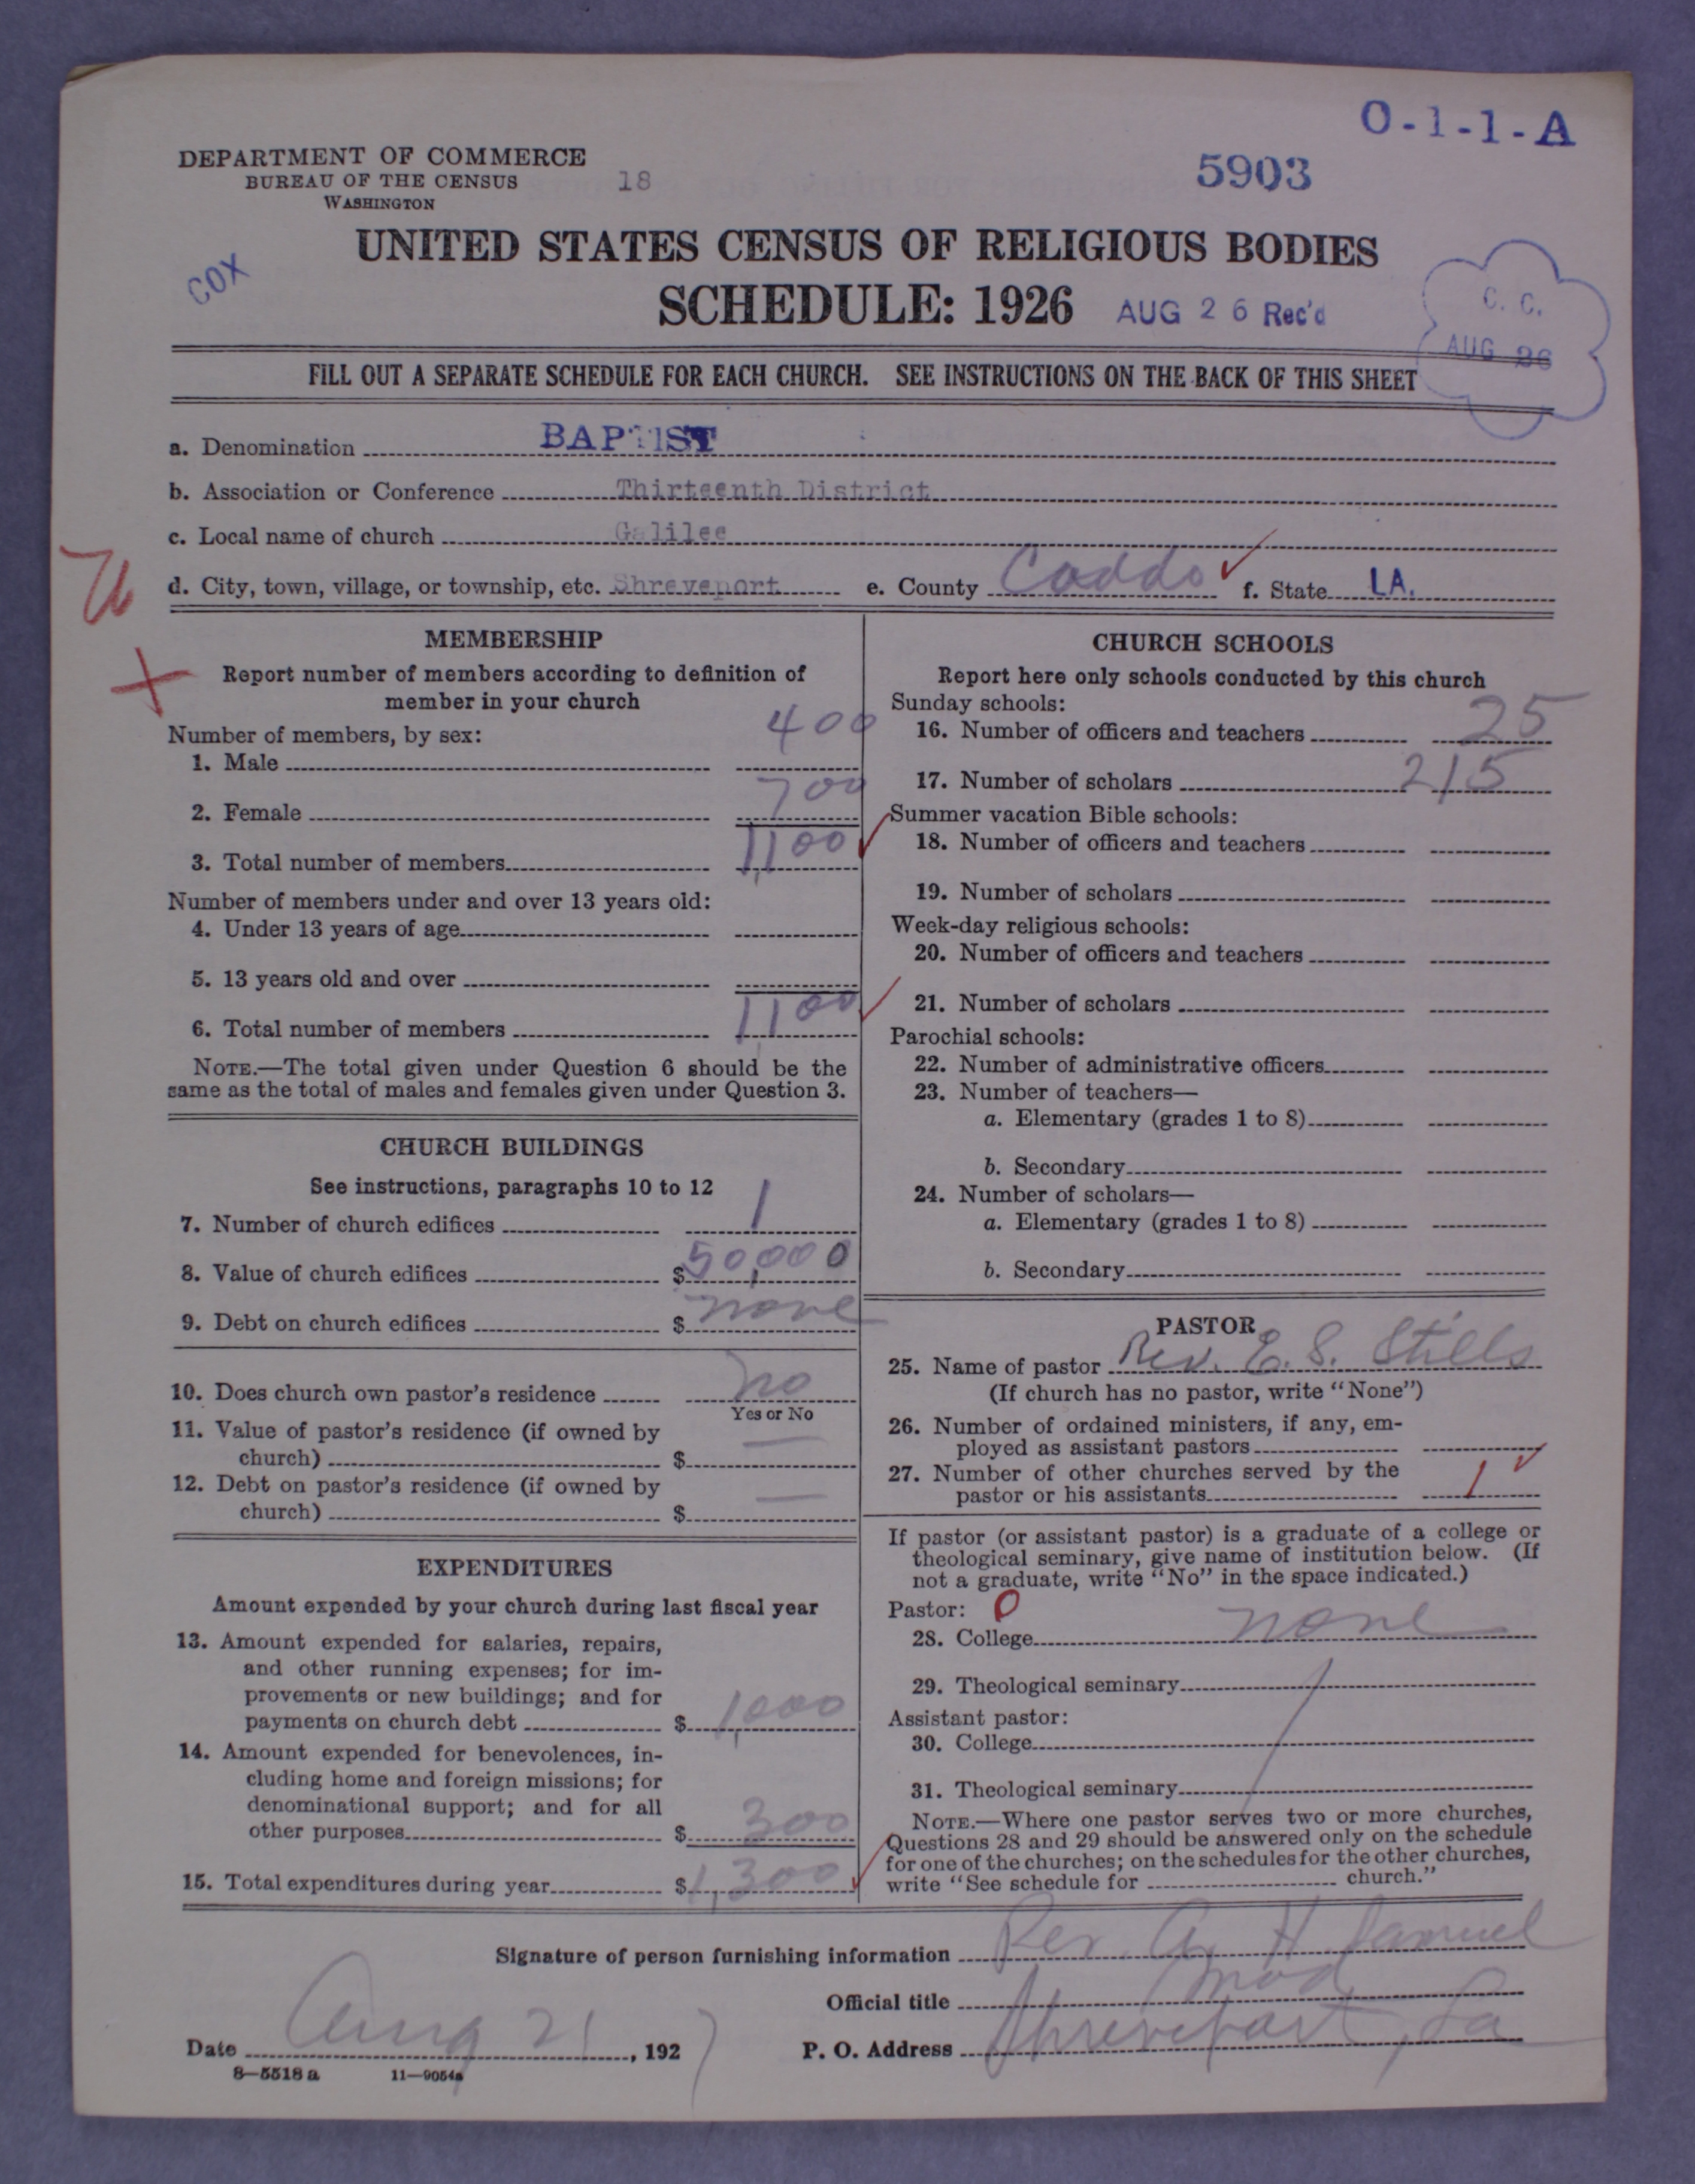 O-1-1-A
DEPARTMENT OF COMMERCE
BUREAU OF THE CENSUS
WASHINGTON
18
5903
UNITED STATES CENSUS OF RELIGIOUS BODIES
COX
SCHEDULE: 1926
AUG 26 Rec'd
C. C.
AUG 26
FILL OUT A SEPARATE SCHEDULE FOR EACH CHURCH. SEE INSTRUCTIONS ON THE BACK OF THIS SHEET
a. Denomination BAPTIST
b. Association or Conference Thirteenth District
c. Local name of church Galilee
d. City, town, village, or township, etc. Shreveport e. County Caddo f. State LA.
MEMBERSHIP
Report number of members according to definition of
member in your church
Number of members, by sex:
1. Male 400
2. Female 700
3. Total number of members 1,100
Number of members under and over 13 years old:
4. Under 13 years of age
5. 13 years old and over
6. Total number of members 1,100
NOTE.—The total given under Question 6 should be the
same as the total of males and females given under Question 3.
CHURCH BUILDINGS
See instructions, paragraphs 10 to 12
7. Number of church edifices 1
8. Value of church edifices $50,000
9. Debt on church edifices $ none
10. Does church own pastor's residence no
Yes or No
11. Value of pastor's residence (if owned by
church) $ —
12. Debt on pastor's residence (if owned by
church) $ —
EXPENDITURES
Amount expended by your church during last fiscal year
13. Amount expended for salaries, repairs,
and other running expenses; for im-
provements or new buildings; and for
payments on church debt $ 1,000
14. Amount expended for benevolences, in-
cluding home and foreign missions; for
denominational support; and for all
other purposes $ 300
15. Total expenditures during year $1,300
CHURCH SCHOOLS
Report here only schools conducted by this church
Sunday schools:
16. Number of officers and teachers 25
17. Number of scholars 215
Summer vacation Bible schools:
18. Number of officers and teachers
19. Number of scholars
Week-day religious schools:
20. Number of officers and teachers
21. Number of scholars
Parochial schools:
22. Number of administrative officers
23. Number of teachers—
a. Elementary (grades 1 to 8)
b. Secondary
24. Number of scholars—
a. Elementary (grades 1 to 8)
b. Secondary
PASTOR
25. Name of pastor Rev. E. S. Stills
(If church has no pastor, write "None")
26. Number of ordained ministers, if any, em-
ployed as assistant pastors
27. Number of other churches served by the
pastor or his assistants 1
If pastor (or assistant pastor) is a graduate of a college or
theological seminary, give name of institution below. (If
not a graduate, write "No" in the space indicated.)
Pastor: 0
28. College none
29. Theological seminary
Assistant pastor:
30. College
31. Theological seminary
NOTE.—Where one pastor serves two or more churches,
Questions 28 and 29 should be answered only on the schedule
for one of the churches; on the schedules for the other churches,
write "See schedule for church."
Signature of person furnishing information Rev. A. H. Samuel
Official title Mod
Date Aug 21, 1927
P. O. Address Shreveport, La
8—5518a 11—9054a